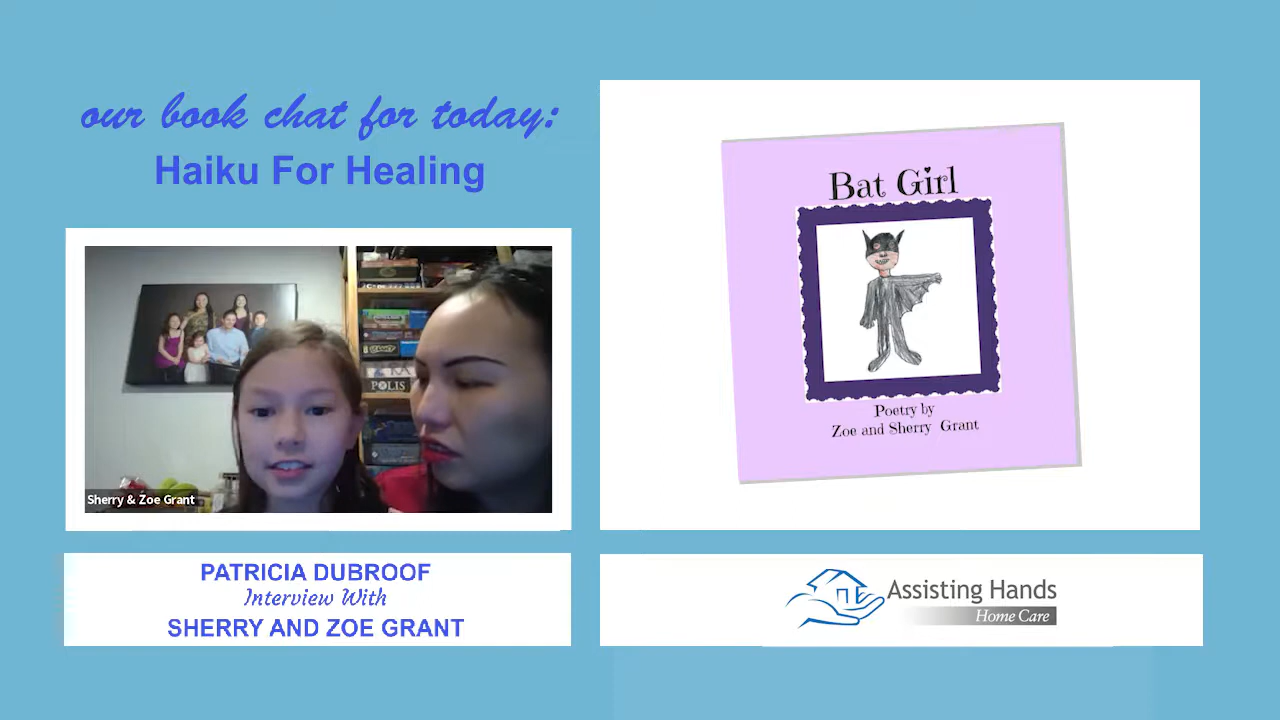 our book chat for today:
Haiku For Healing
Bat Girl
Poetry by
Zoe and Sherry Grant
POLIS
Sherry & Zoe Grant
PATRICIA DUBROOF
Interview With
SHERRY AND ZOE GRANT
Assisting Hands
Home Care